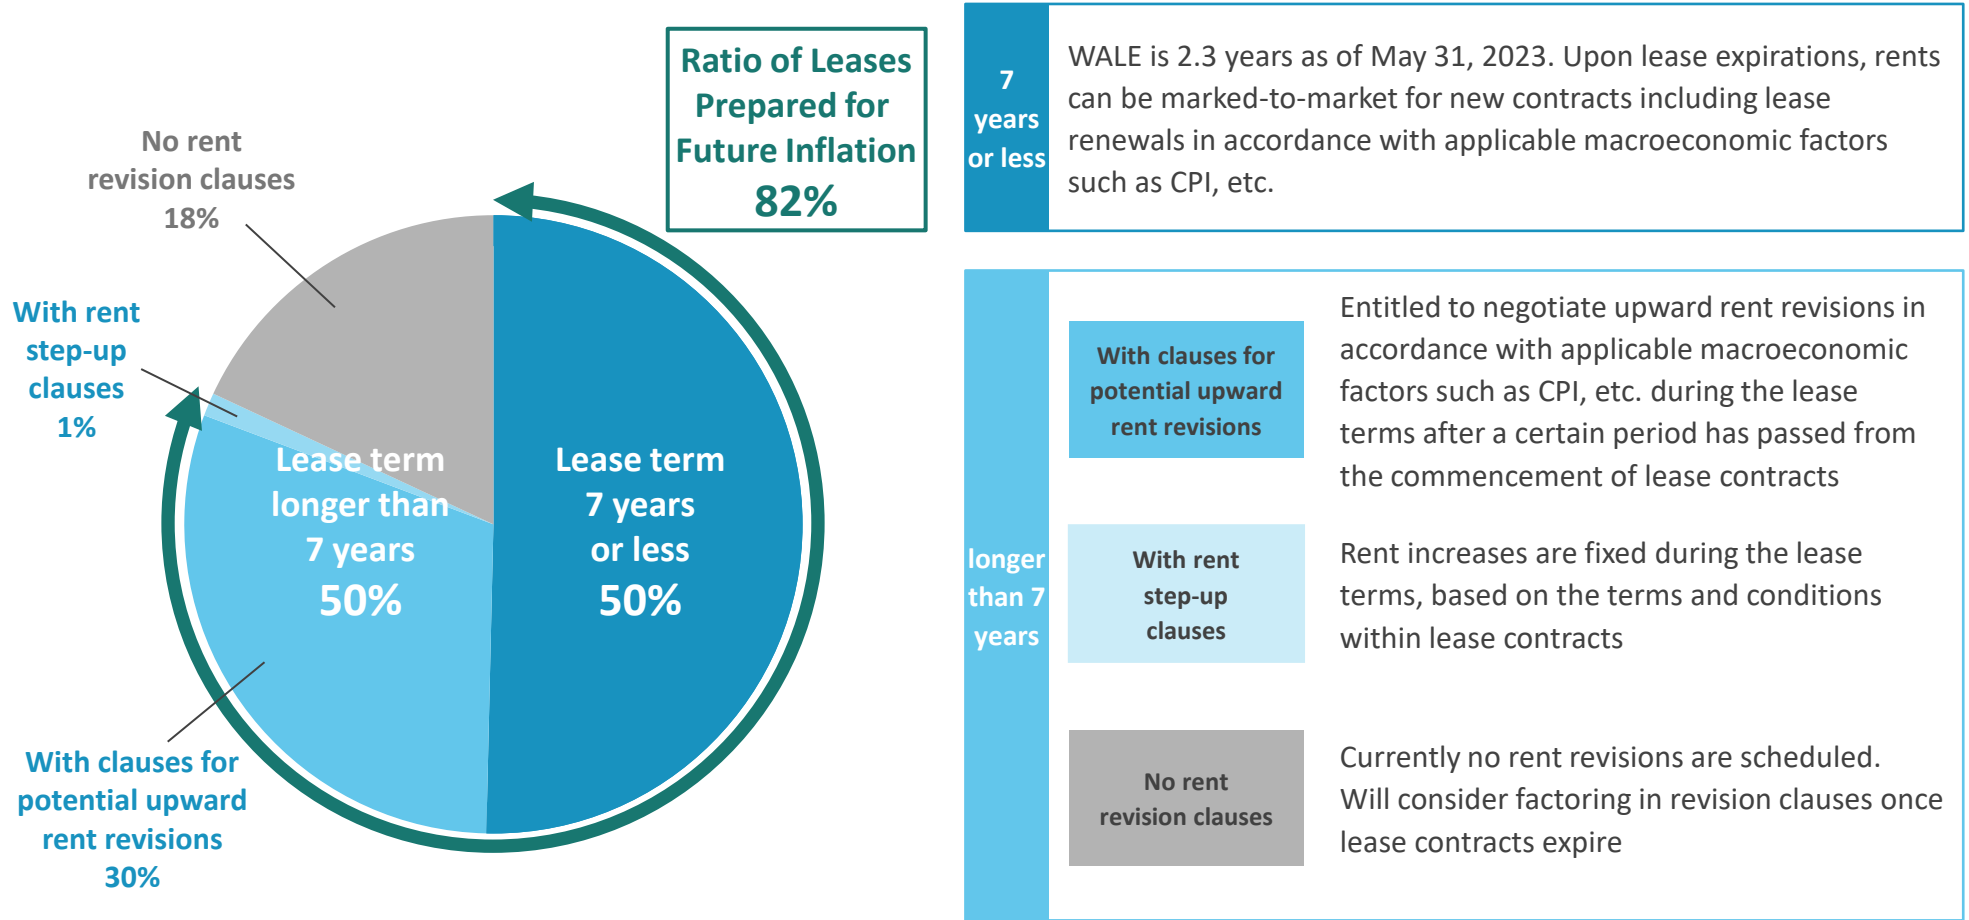 Ratio of Leases
Prepared for
Future Inflation
82%
No rent
revision clauses
18%
With rent
step-up
clauses
1%
Lease term
longer than
7 years
50%
Lease term
7 years
or less
50%
With clauses for
potential upward
rent revisions
30%
7
years
or less
WALE is 2.3 years as of May 31, 2023. Upon lease expirations, rents
can be marked-to-market for new contracts including lease
renewals in accordance with applicable macroeconomic factors
such as CPI, etc.
longer
than 7
years
With clauses for
potential upward
rent revisions
Entitled to negotiate upward rent revisions in
accordance with applicable macroeconomic
factors such as CPI, etc. during the lease
terms after a certain period has passed from
the commencement of lease contracts
With rent
step-up
clauses
Rent increases are fixed during the lease
terms, based on the terms and conditions
within lease contracts
No rent
revision clauses
Currently no rent revisions are scheduled.
Will consider factoring in revision clauses once
lease contracts expire